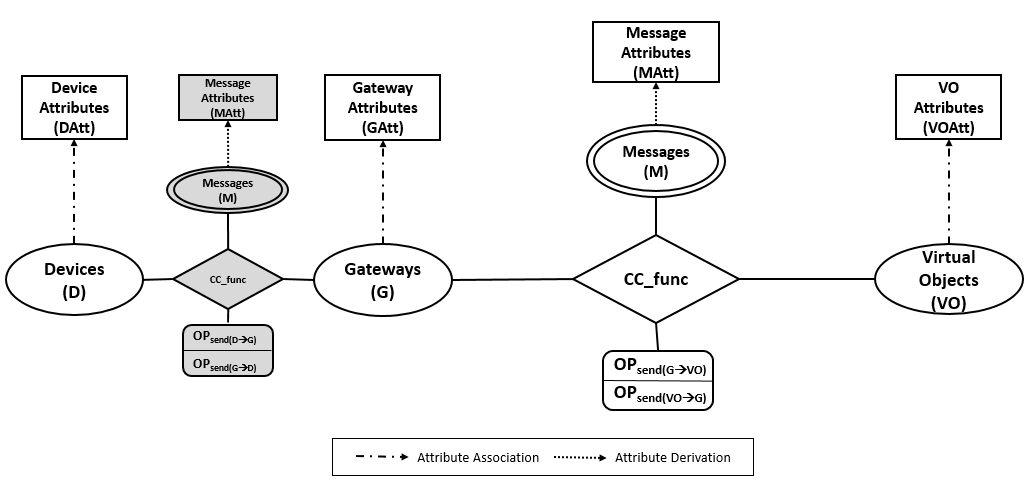 Device
Attributes
(DAtt)
Message
Attributes
(MAtt)
Gateway
Attributes
(GAtt)
Message
Attributes
(MAtt)
VO
Attributes
(VOAtt)
Messages
(M)
Messages
(M)
Devices
(D)
CC_func
Gateways
(G)
CC_func
Virtual
Objects
(VO)
OPsend(D→G)
OPsend(G→D)
OPsend(G→VO)
OPsend(VO→G)
Attribute Association
Attribute Derivation